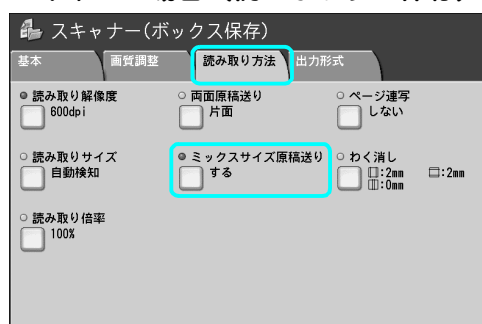 スキャナー(ボックス保存)
基本 画質調整 読み取り方法 出力形式
読み取り解像度 両面原稿送り ページ連写
600dpi 片面 しない
読み取りサイズ ミックスサイズ原稿送り わく消し
自動検知 する :2mm :2mm
:0mm
読み取り倍率
100%